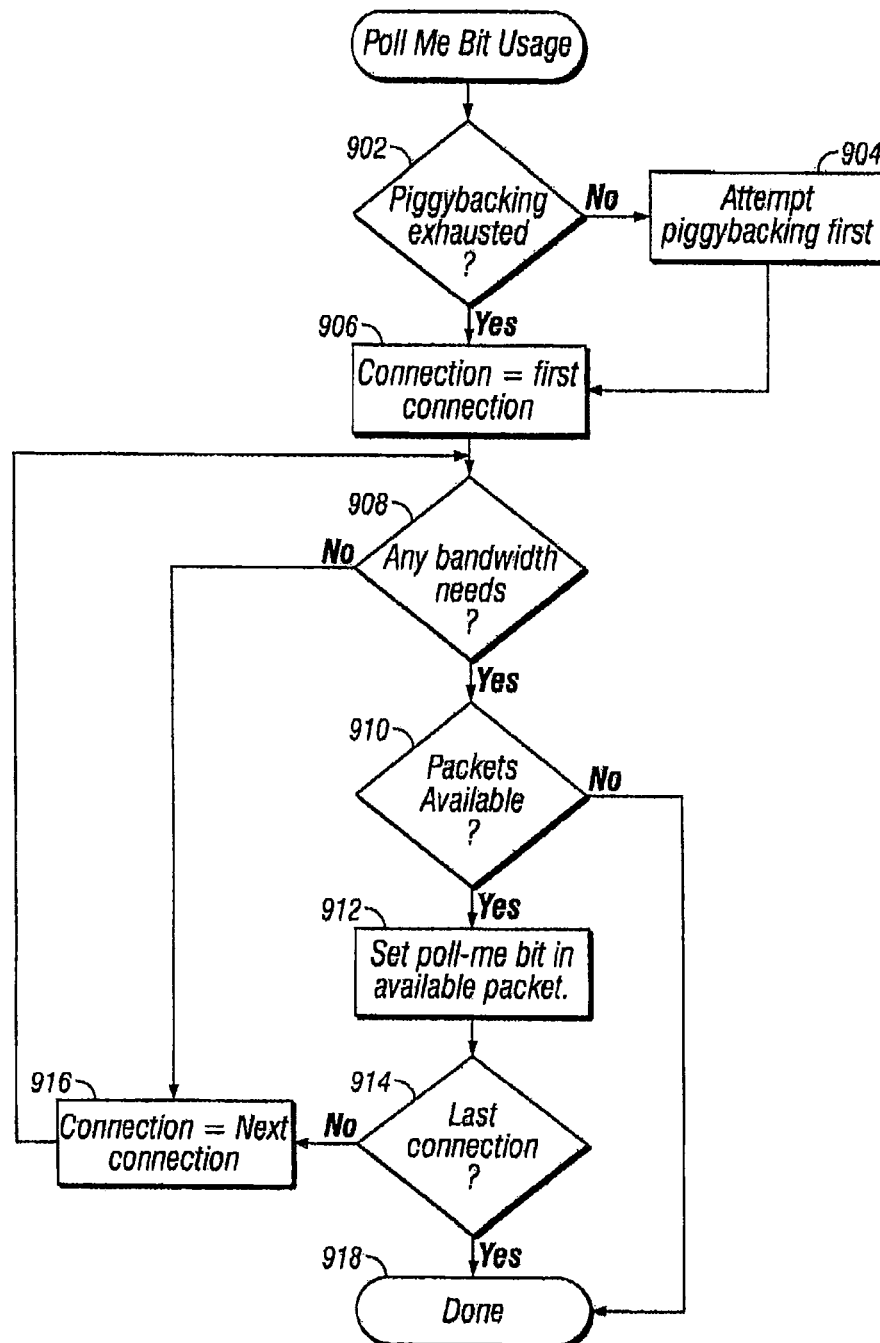 Poll Me Bit Usage
902
Piggybacking
exhausted
?
No
904
Attempt
piggybacking first
Yes
906
Connection = first
connection
908
No
Any bandwidth
needs
?
Yes
910
Packets
Available
?
No
Yes
912
Set poll-me bit in
available packet.
914
Last
connection
?
No
916
Connection = Next
connection
Yes
918
Done